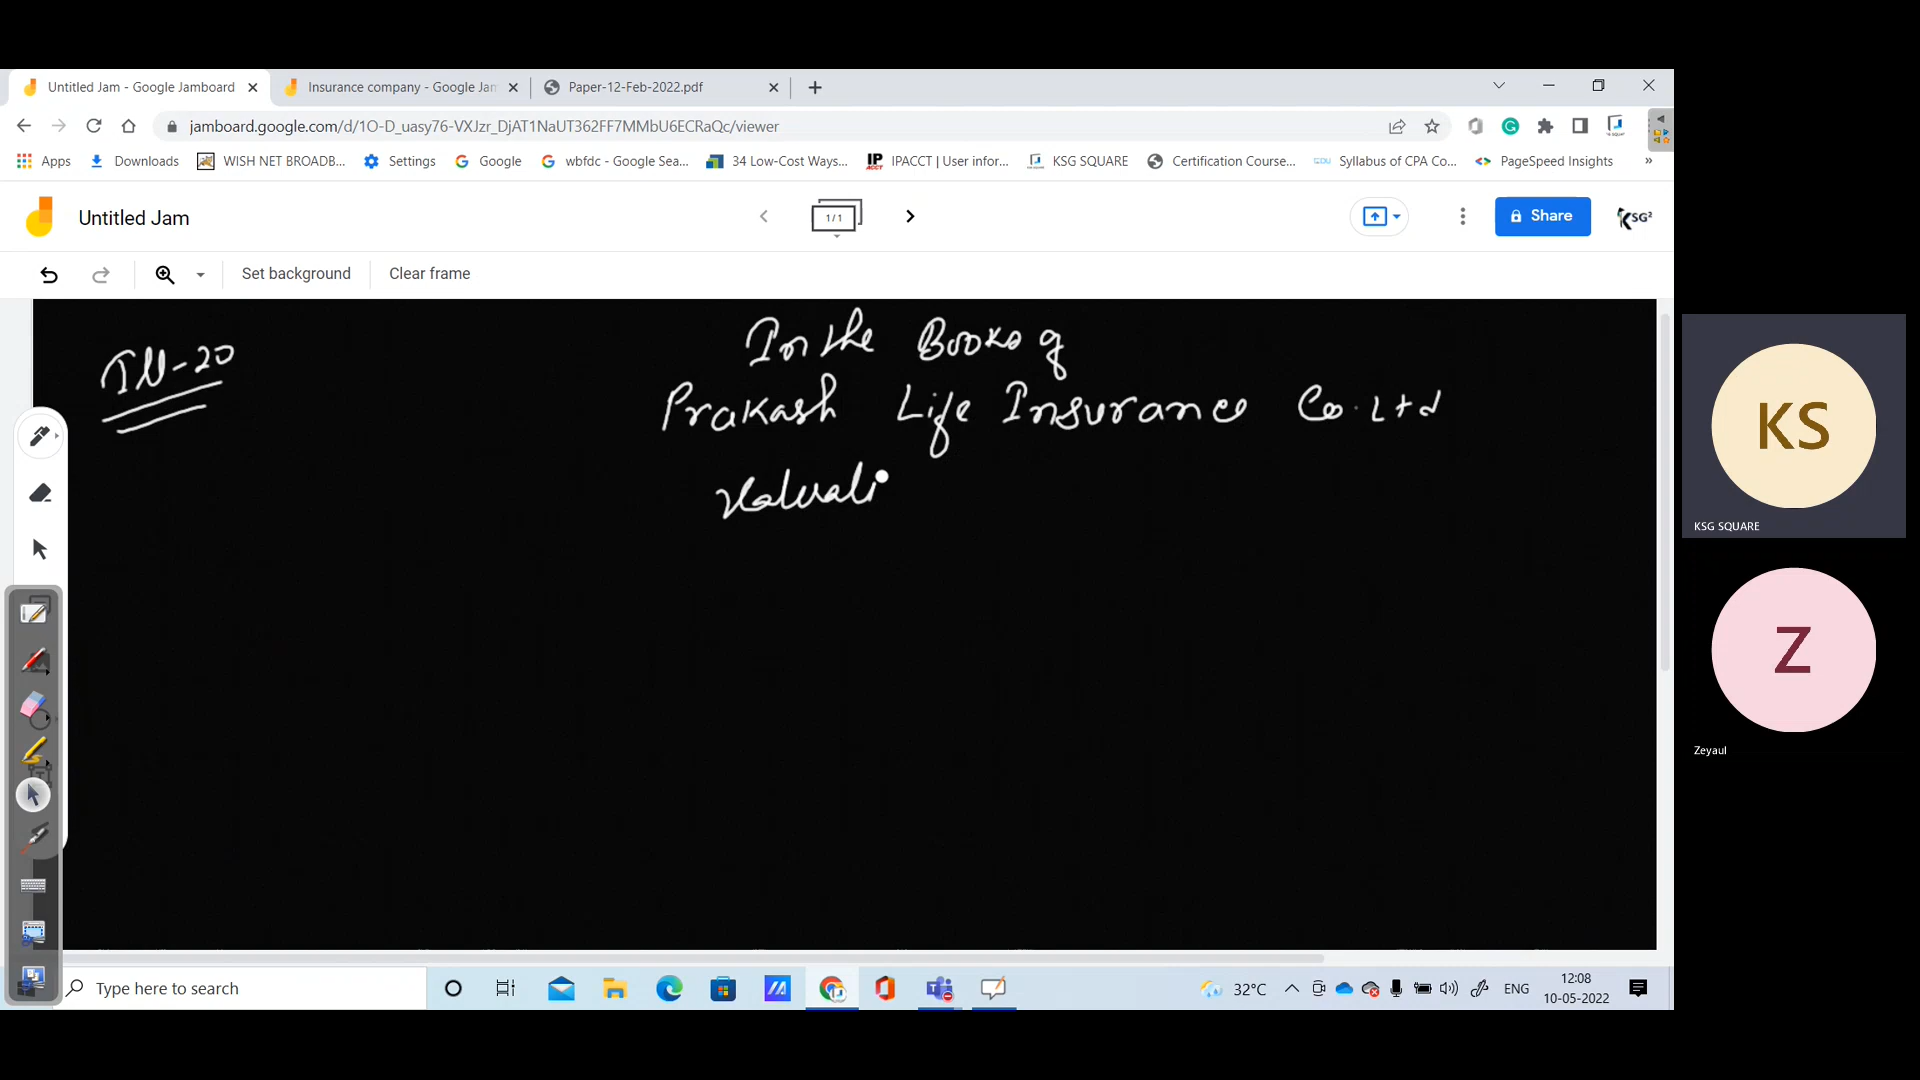 Untitled Jam - Google Jamboard
Insurance company - Google Jan
Paper-12-Feb-2022.pdf
jamboard.google.com/d/1O-D_uasy76-VXJzr_DjAT1NaUT362FF7MMbU6ECRaQc/viewer
Apps
Downloads
WISH NET BROADB...
Settings
Google
wbfdc - Google Sea...
34 Low-Cost Ways...
IPACCT | User infor...
KSG SQUARE
Certification Course...
Syllabus of CPA Co...
PageSpeed Insights
»
Untitled Jam
1/1
Share
KSG²
Set background
Clear frame
Ill-20
In the Books of
Prakash Life Insurance Co. Ltd
Valuati
KS
KSG SQUARE
Z
Zeyaul
Type here to search
32°C
ENG
12:08
10-05-2022